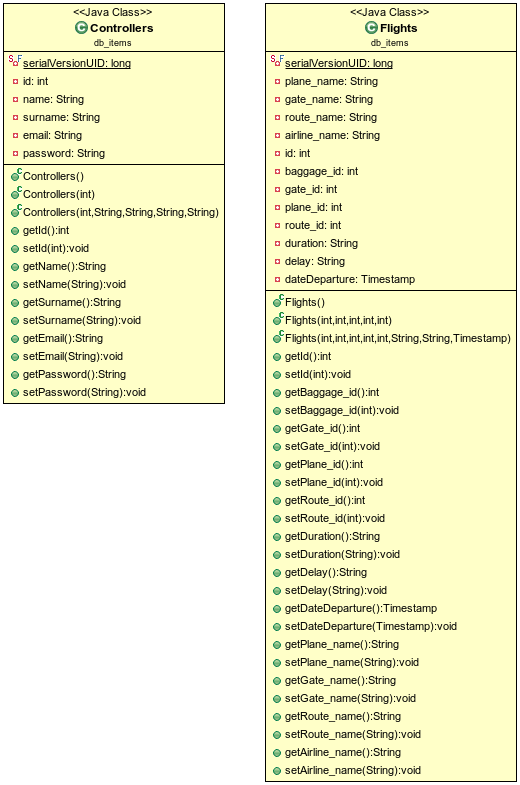 <<Java Class>>
Controllers
db_items
serialVersionUID: long
id: int
name: String
surname: String
email: String
password: String
Controllers()
Controllers(int)
Controllers(int,String,String,String,String)
getId():int
setId(int):void
getName():String
setName(String):void
getSurname():String
setSurname(String):void
getEmail():String
setEmail(String):void
getPassword():String
setPassword(String):void
<<Java Class>>
Flights
db_items
serialVersionUID: long
plane_name: String
gate_name: String
route_name: String
airline_name: String
id: int
baggage_id: int
gate_id: int
plane_id: int
route_id: int
duration: String
delay: String
dateDeparture: Timestamp
Flights()
Flights(int,int,int,int,int)
Flights(int,int,int,int,int,String,String,Timestamp)
getId():int
setId(int):void
getBaggage_id():int
setBaggage_id(int):void
getGate_id():int
setGate_id(int):void
getPlane_id():int
setPlane_id(int):void
getRoute_id():int
setRoute_id(int):void
getDuration():String
setDuration(String):void
getDelay():String
setDelay(String):void
getDateDeparture():Timestamp
setDateDeparture(Timestamp):void
getPlane_name():String
setPlane_name(String):void
getGate_name():String
setGate_name(String):void
getRoute_name():String
setRoute_name(String):void
getAirline_name():String
setAirline_name(String):void